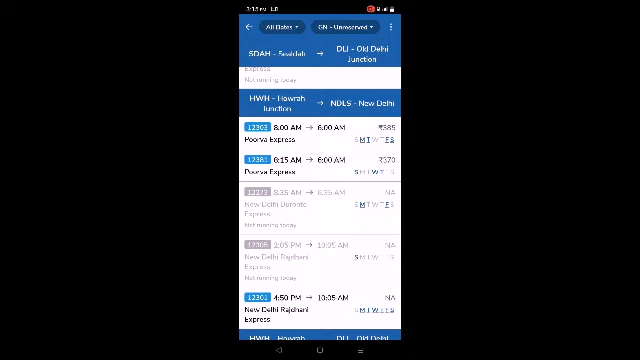 All Dates
GN - Unreserved
SDAH - Sealdah → DLI - Old Delhi
Junction
Express
Not running today
HWH - Howrah
Junction → NDLS - New Delhi
12303 8:00 AM → 6:00 AM ₹385
Poorva Express S M T W T F S
12381 8:15 AM → 6:00 AM ₹370
Poorva Express S M T W T F S
12273 8:35 AM → 6:35 AM NA
New Delhi Duronto S M T W T F S
Express
Not running today
12305 2:05 PM → 10:05 AM NA
New Delhi Rajdhani S M T W T F S
Express
Not running today
12301 4:50 PM → 10:05 AM NA
New Delhi Rajdhani S M T W T F S
Express
HWH - Howrah DLI - Old Delhi